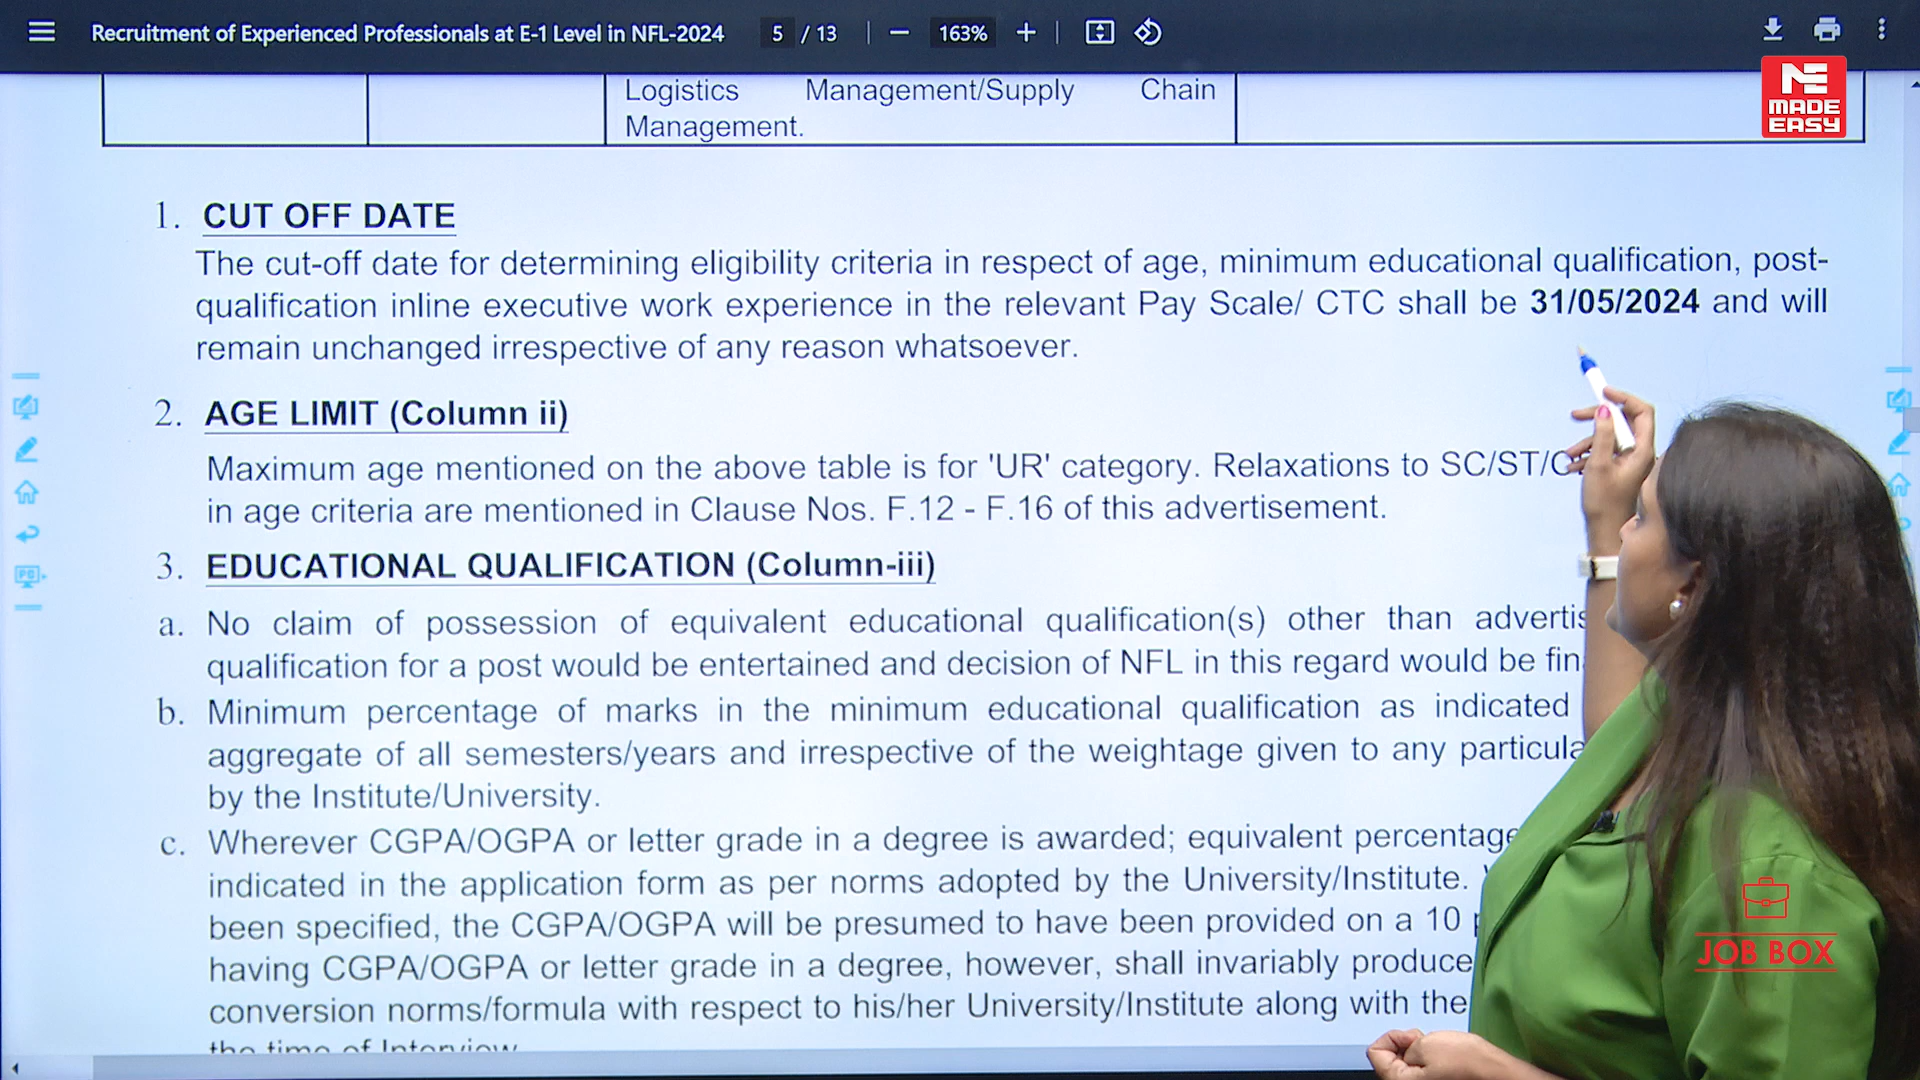 Recruitment of Experienced Professionals at E-1 Level in NFL-2024 5 / 13 163%
MADE
EASY
Logistics Management/Supply Chain
Management.
1. CUT OFF DATE
The cut-off date for determining eligibility criteria in respect of age, minimum educational qualification, post-
qualification inline executive work experience in the relevant Pay Scale/ CTC shall be 31/05/2024 and will
remain unchanged irrespective of any reason whatsoever.
2. AGE LIMIT (Column ii)
Maximum age mentioned on the above table is for 'UR' category. Relaxations to SC/ST/
in age criteria are mentioned in Clause Nos. F.12 - F.16 of this advertisement.
3. EDUCATIONAL QUALIFICATION (Column-iii)
a. No claim of possession of equivalent educational qualification(s) other than
qualification for a post would be entertained and decision of NFL in this regard would be
b. Minimum percentage of marks in the minimum educational qualification as indicated
aggregate of all semesters/years and irrespective of the weightage given to any
by the Institute/University.
c. Wherever CGPA/OGPA or letter grade in a degree is awarded; equivalent percentage
indicated in the application form as per norms adopted by the University/Institute.
been specified, the CGPA/OGPA will be presumed to have been provided on a 10
having CGPA/OGPA or letter grade in a degree, however, shall invariably produce
conversion norms/formula with respect to his/her University/Institute along with the
the time of Interview
JOB BOX